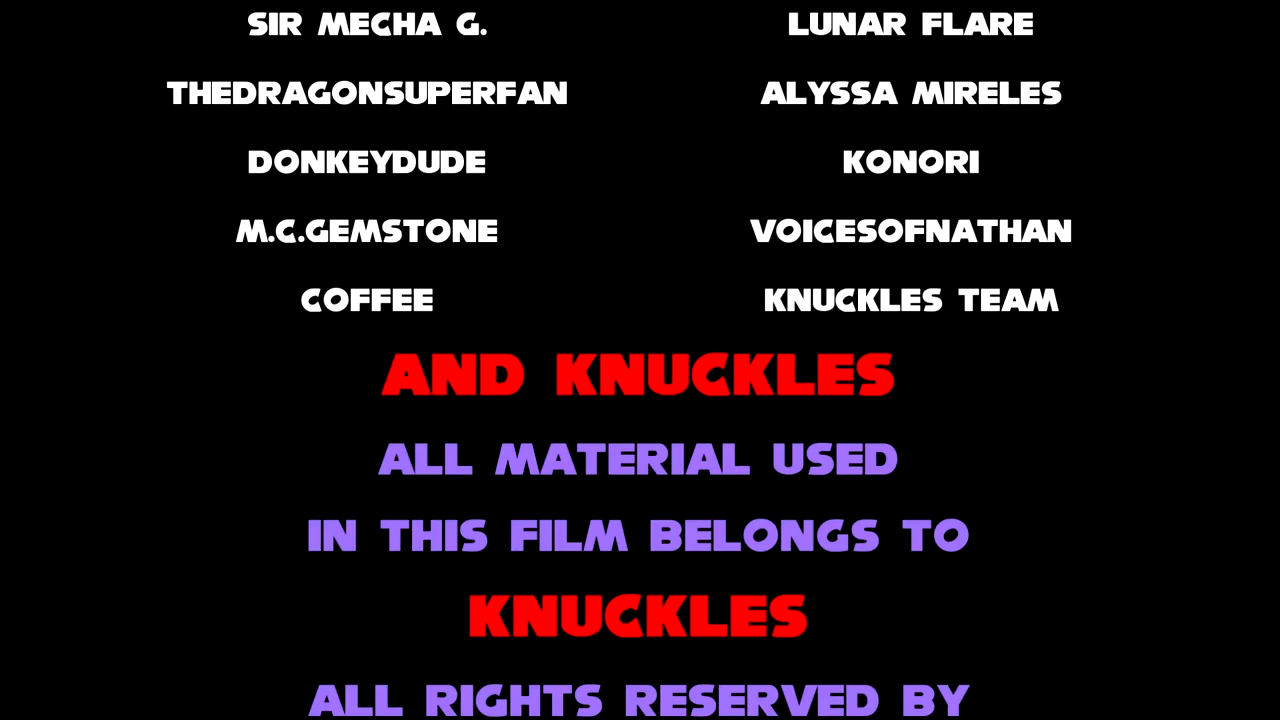 SIR MECHA G. LUNAR FLARE
THEDRAGONSUPERFAN ALYSSA MIRELES
DONKEYDUDE KONORI
M.C.GEMSTONE VOICESOFNATHAN
COFFEE KNUCKLES TEAM
AND KNUCKLES
ALL MATERIAL USED
IN THIS FILM BELONGS TO
KNUCKLES
ALL RIGHTS RESERVED BY